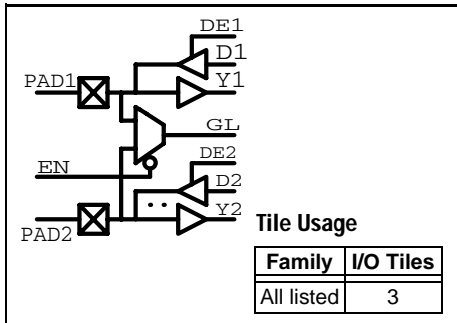 DE1
D1
PAD1
Y1
GL
DE2
EN
D2
Y2
PAD2
Tile Usage
Family I/O Tiles
All listed 3